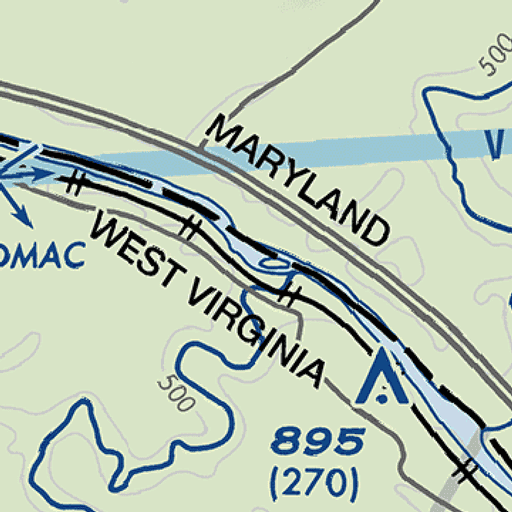 500
MARYLAND
V
OMAC
WEST VIRGINIA
500
895
(270)